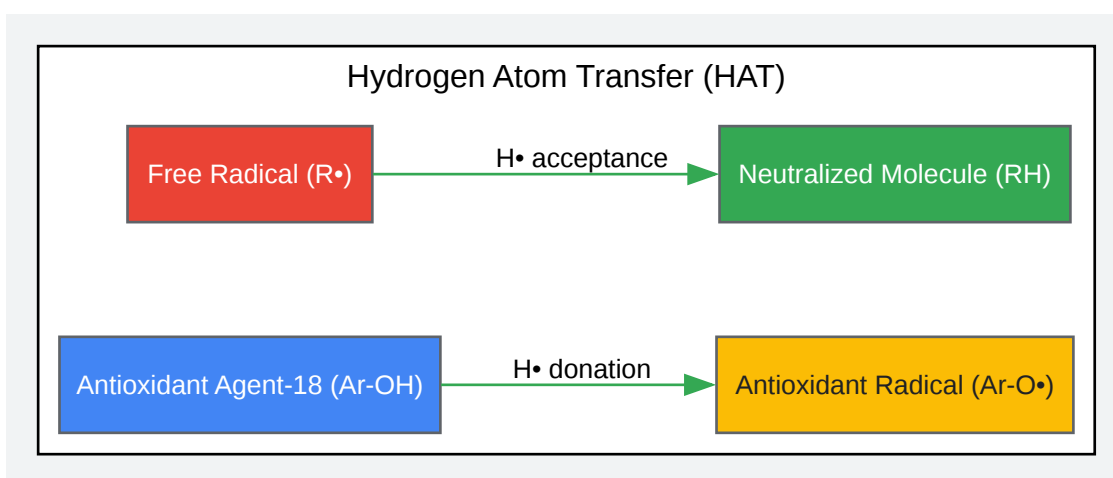 Hydrogen Atom Transfer (HAT)
Free Radical (R•)
H• acceptance
Neutralized Molecule (RH)
Antioxidant Agent-18 (Ar-OH)
H• donation
Antioxidant Radical (Ar-O•)